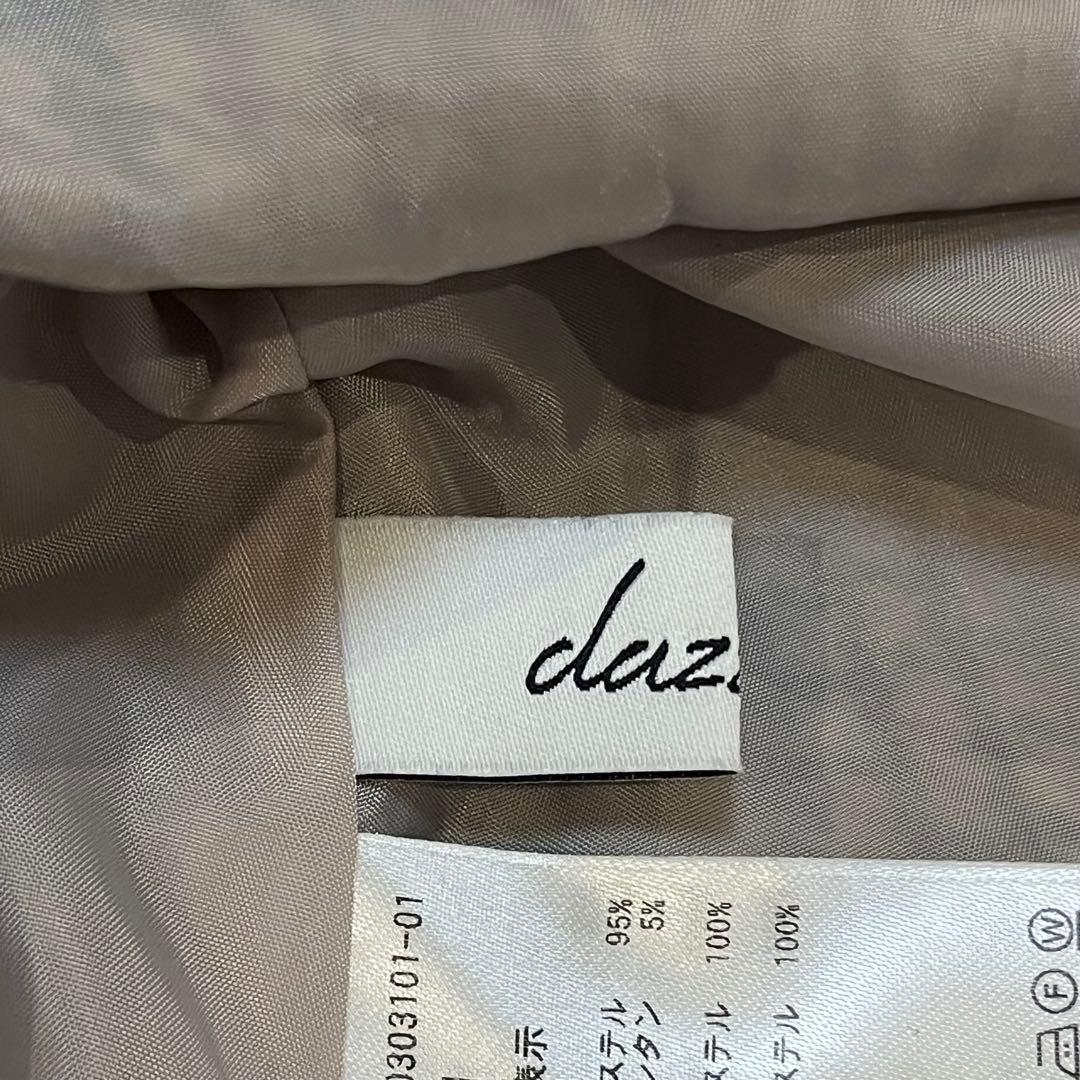 daz
0303101-01
表示
ステル 95%
ンタン 5%
ステル 100%
ステル 100%
W
F